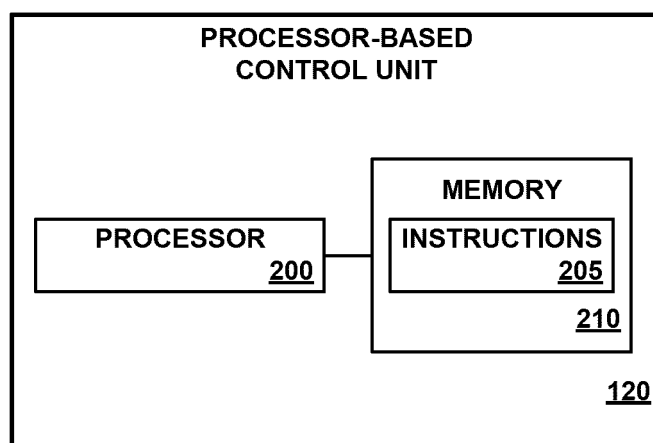 PROCESSOR-BASED
CONTROL UNIT
MEMORY
PROCESSOR
200
INSTRUCTIONS
205
210
120